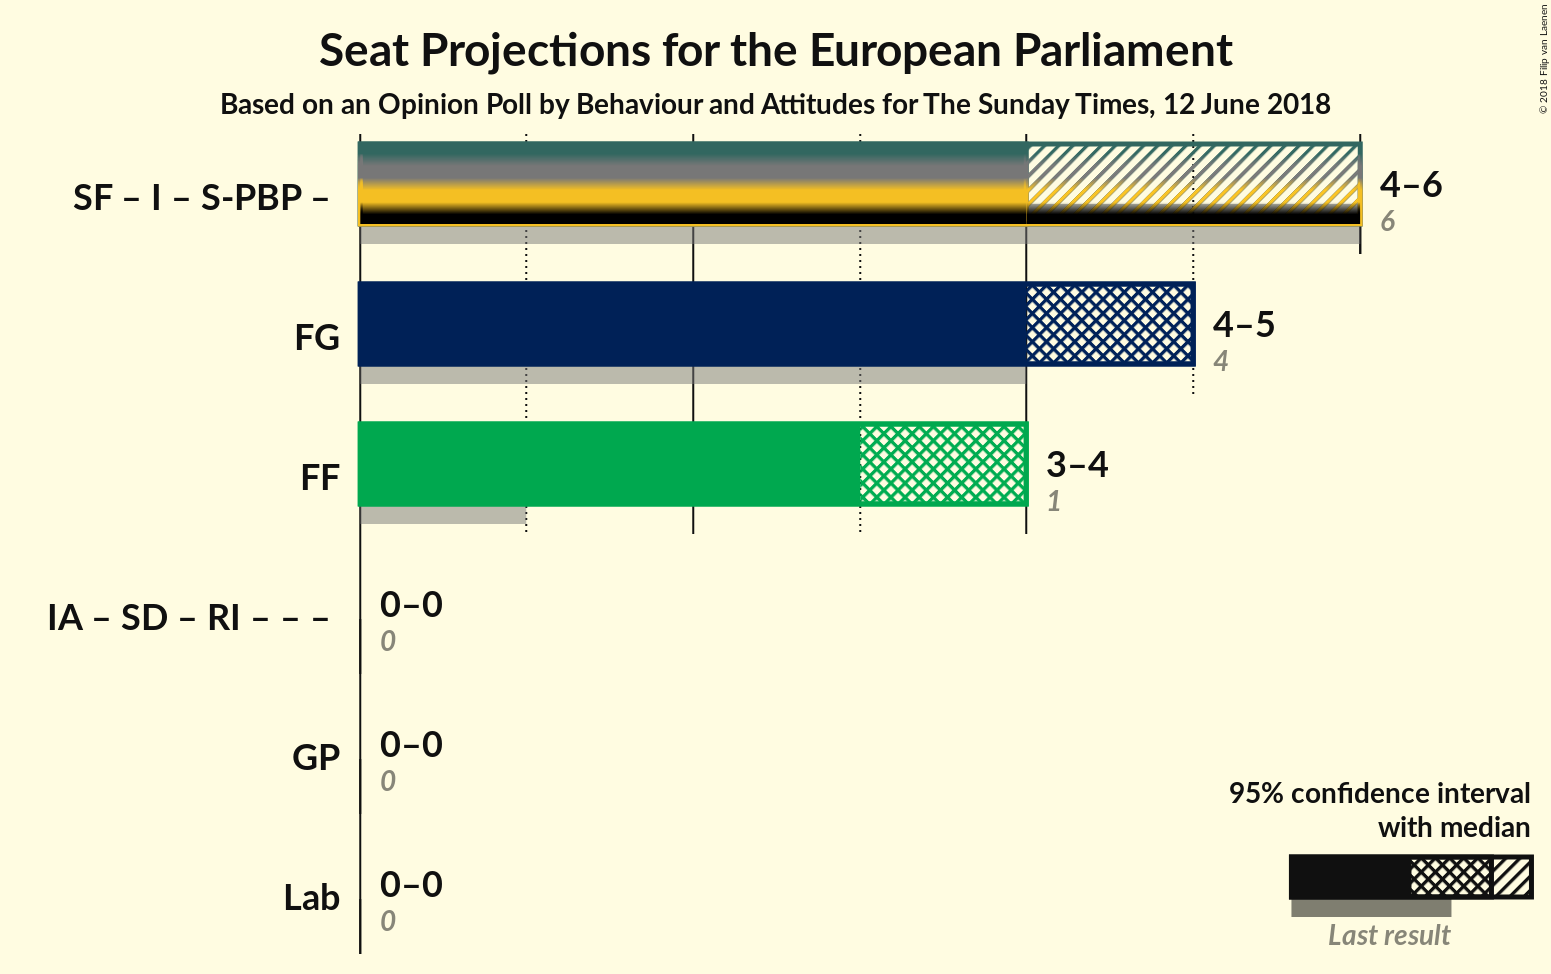 Seat Projections for the European Parliament
Based on an Opinion Poll by Behaviour and Attitudes for The Sunday Times, 12 June 2018
© 2018 Filip van Laenen
SF – I – S-PBP –
4–6
6
FG
4–5
4
FF
3–4
1
IA – SD – RI – – –
0–0
0
GP
0–0
0
Lab
0–0
0
95% confidence interval
with median
Last result